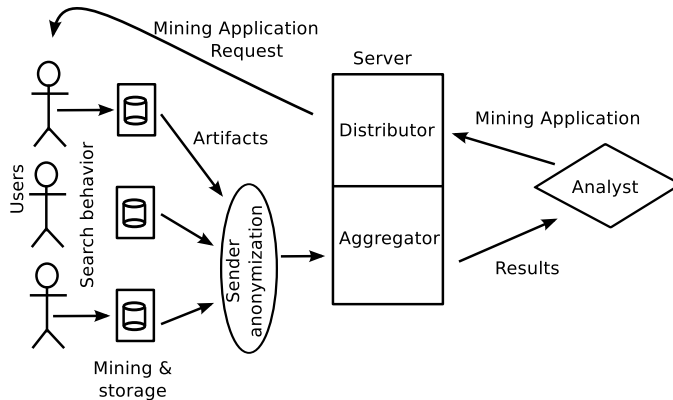 Mining Application
Request
Server
Distributor
Mining Application
Artifacts
Analyst
Users
Search behavior
Sender
anonymization
Aggregator
Results
Mining &
storage